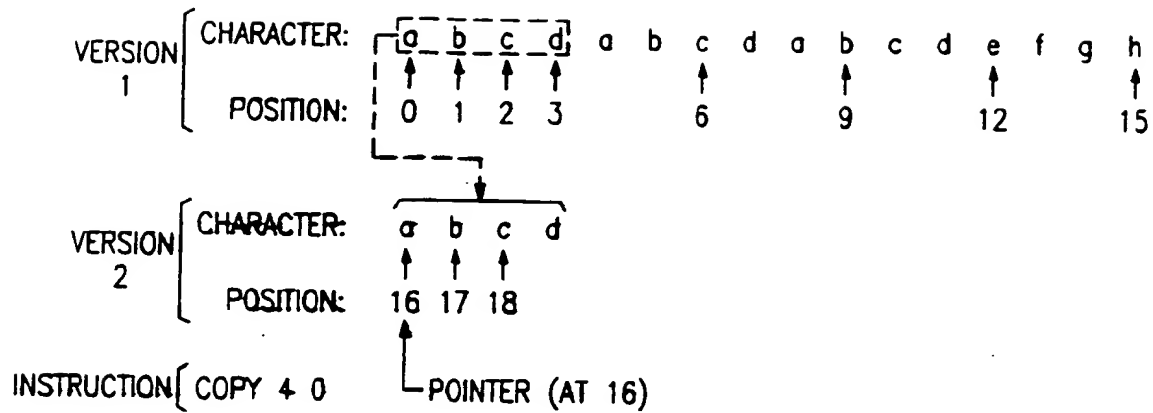 VERSION 1
CHARACTER: a b c d a b c d a b c d e f g h
POSITION: 0 1 2 3 6 9 12 15
VERSION 2
CHARACTER: a b c d
POSITION: 16 17 18
INSTRUCTION COPY 4 0 POINTER (AT 16)